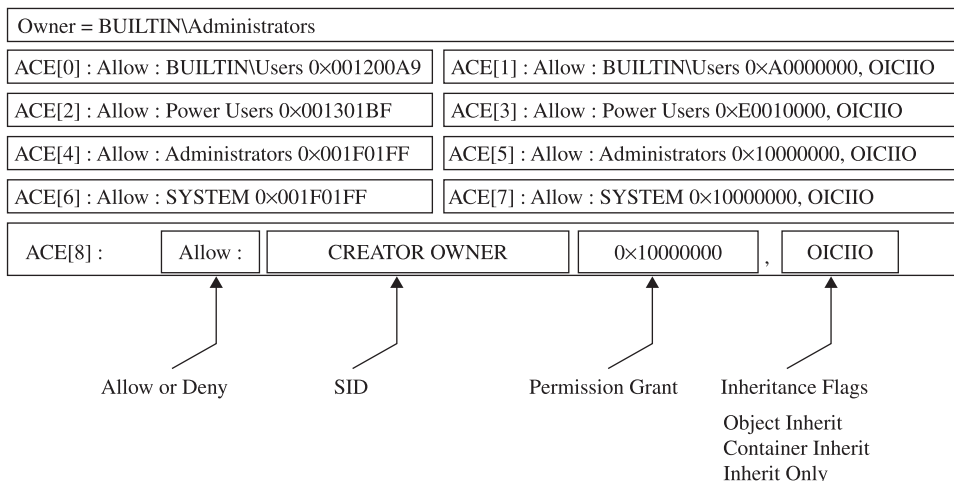 Owner = BUILTIN\Administrators
ACE[0] : Allow : BUILTIN\Users 0×001200A9
ACE[1] : Allow : BUILTIN\Users 0×A0000000, OICIIO
ACE[2] : Allow : Power Users 0×001301BF
ACE[3] : Allow : Power Users 0×E0010000, OICIIO
ACE[4] : Allow : Administrators 0×001F01FF
ACE[5] : Allow : Administrators 0×10000000, OICIIO
ACE[6] : Allow : SYSTEM 0×001F01FF
ACE[7] : Allow : SYSTEM 0×10000000, OICIIO
ACE[8] : Allow : CREATOR OWNER 0×10000000 , OICIIO
Allow or Deny
SID
Permission Grant
Inheritance Flags
Object Inherit
Container Inherit
Inherit Only